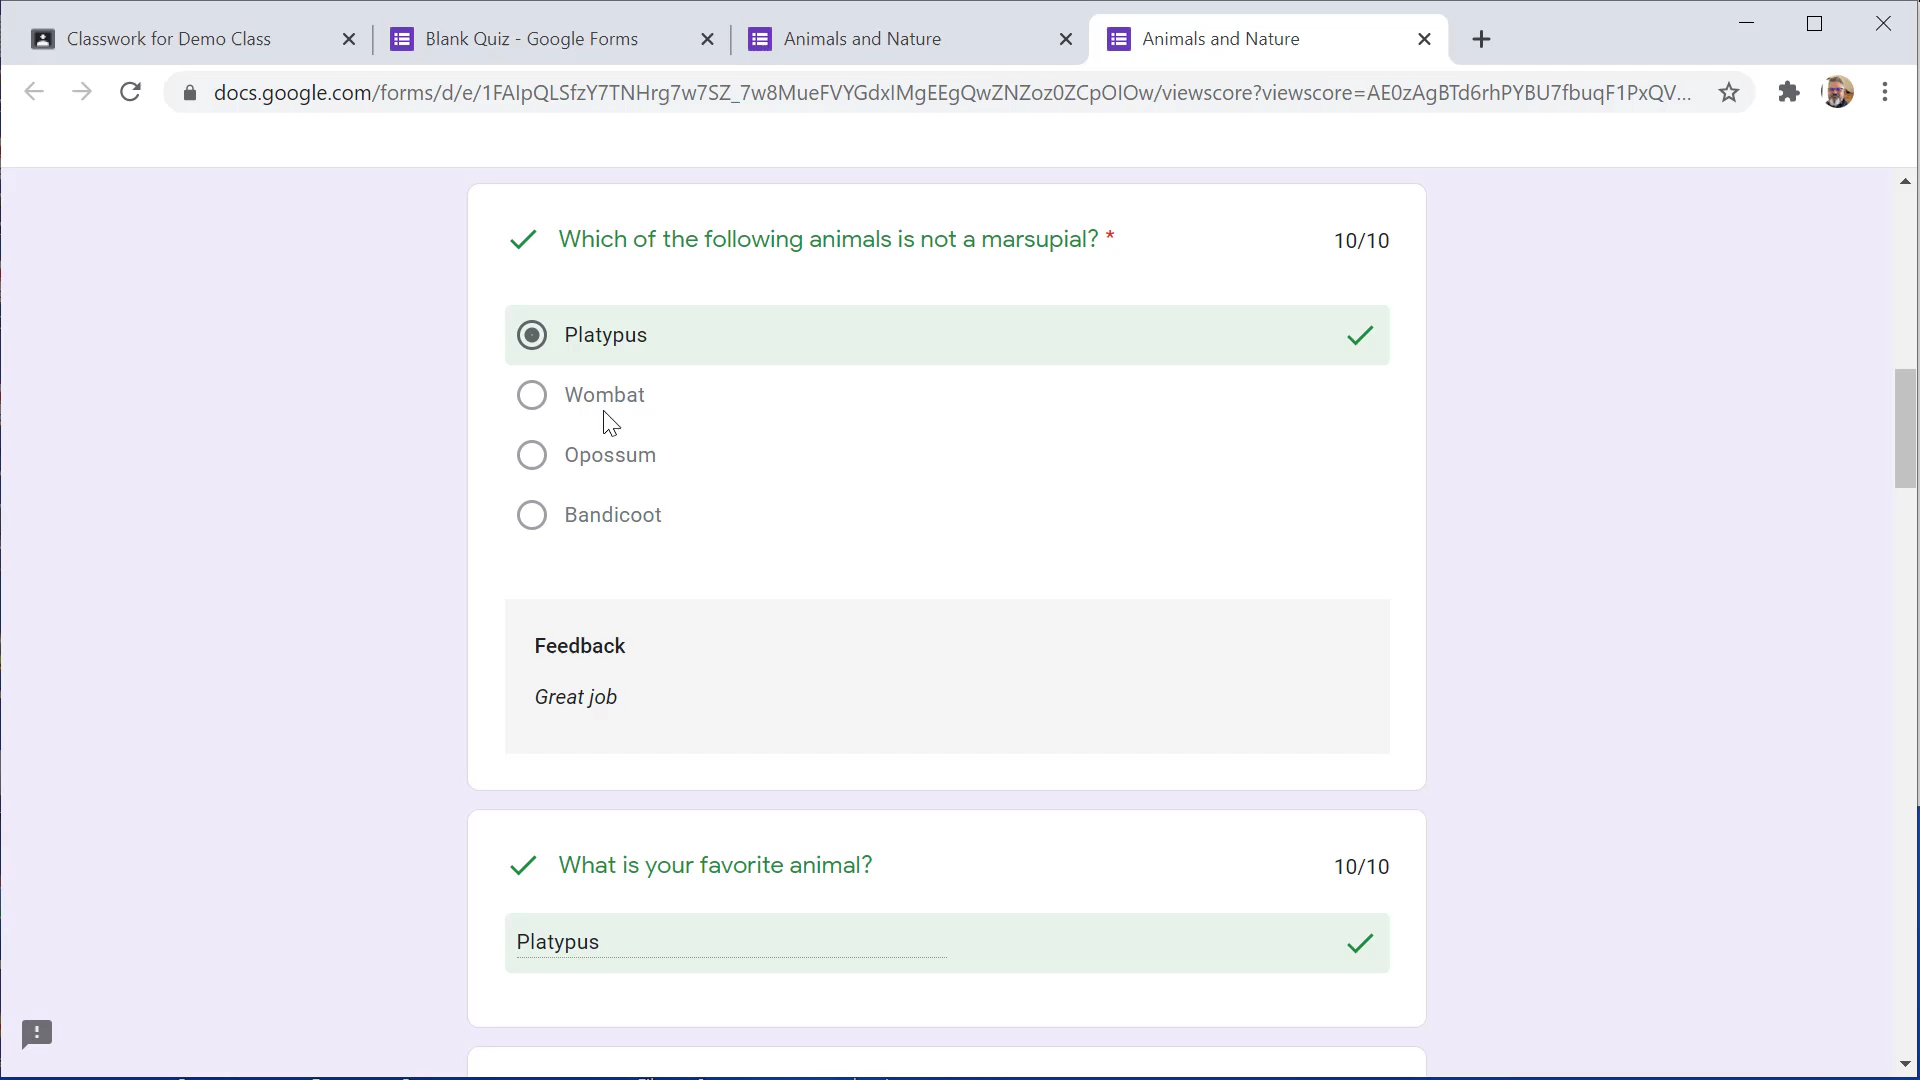 Classwork for Demo Class
Blank Quiz - Google Forms
Animals and Nature
Animals and Nature
docs.google.com/forms/d/e/1FAIpQLSfzY7TNHrg7w7SZ_7w8MueFVYGdxIMgEEgQwZNZoz0ZCpOIOw/viewscore?viewscore=AE0zAgBTd6rhPYBU7fbuqF1PxQV...
Which of the following animals is not a marsupial? *
10/10
Platypus
Wombat
Opossum
Bandicoot
Feedback
Great job
What is your favorite animal?
10/10
Platypus